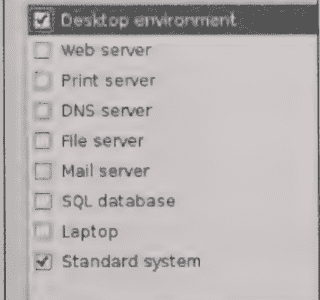 Desktop environment
Web server
Print server
DNS server
File server
Mail server
SQL database
Laptop
Standard system